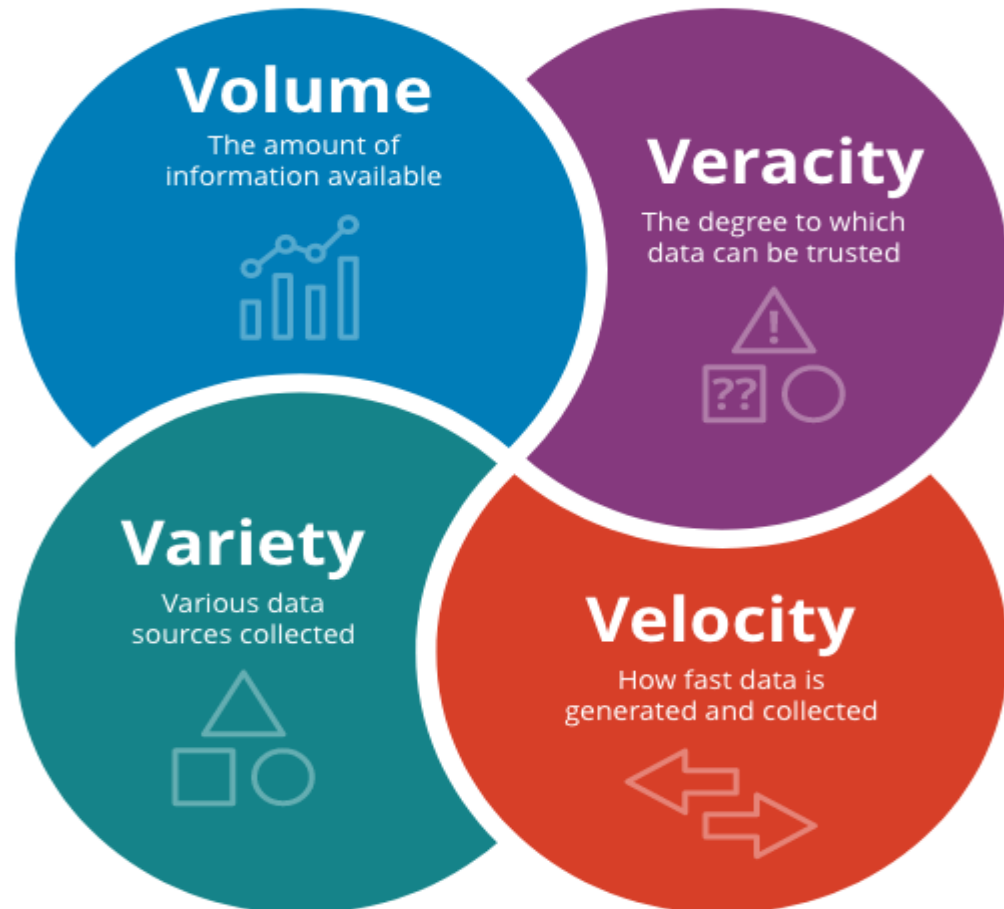 Volume
The amount of
information available
Veracity
The degree to which
data can be trusted
!
??
Variety
Various data
sources collected
Velocity
How fast data is
generated and collected